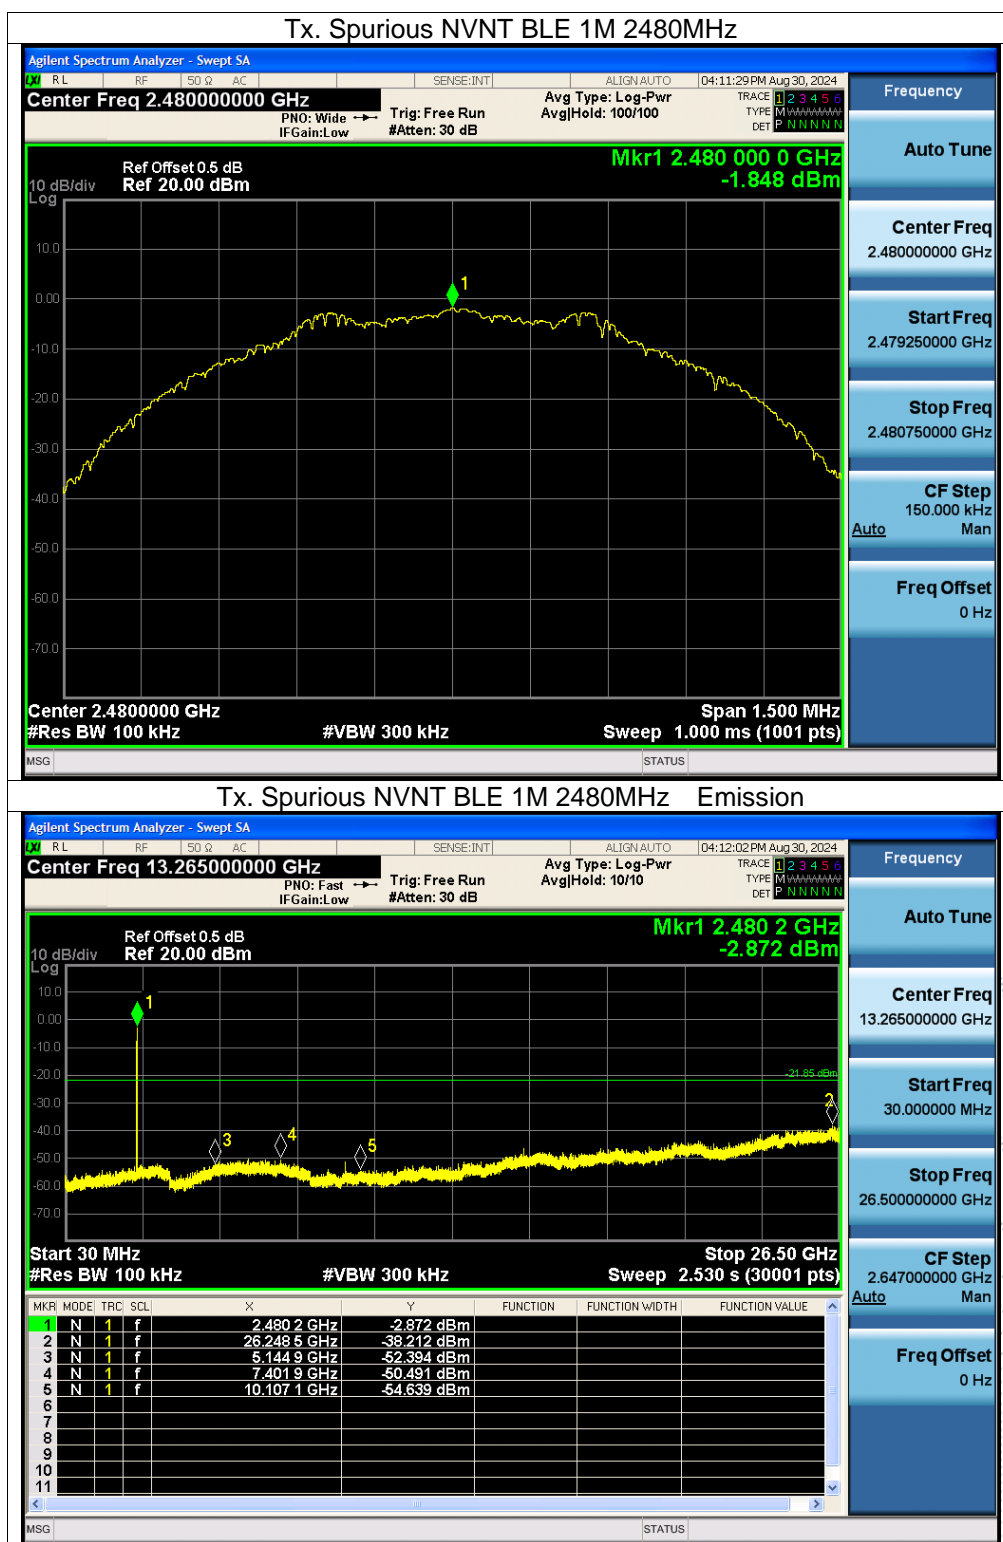 Tx. Spurious NVNT BLE 1M 2480MHz
Agilent Spectrum Analyzer - Swept SA
LXI RL RF 50 Ω AC SENSE:INT ALIGN AUTO 04:11:29 PM Aug 30, 2024
Center Freq 2.480000000 GHz
PNO: Wide
IFGain:Low
Trig: Free Run
#Atten: 30 dB
Avg Type: Log-Pwr
Avg|Hold: 100/100
TRACE 1 2 3 4 5 6
TYPE M
DET P N N N N N
Ref Offset 0.5 dB
10 dB/div Ref 20.00 dBm
Log
Mkr1 2.480 000 0 GHz
-1.848 dBm
1
10.0
0.00
-10.0
-20.0
-30.0
-40.0
-50.0
-60.0
-70.0
Center 2.4800000 GHz Span 1.500 MHz
#Res BW 100 kHz #VBW 300 kHz Sweep 1.000 ms (1001 pts)
MSG STATUS
Frequency
Auto Tune
Center Freq
2.480000000 GHz
Start Freq
2.479250000 GHz
Stop Freq
2.480750000 GHz
CF Step
150.000 kHz
Auto Man
Freq Offset
0 Hz
Tx. Spurious NVNT BLE 1M 2480MHz Emission
Agilent Spectrum Analyzer - Swept SA
LXI RL RF 50 Ω AC SENSE:INT ALIGN AUTO 04:12:02 PM Aug 30, 2024
Center Freq 13.265000000 GHz
PNO: Fast
IFGain:Low
Trig: Free Run
#Atten: 30 dB
Avg Type: Log-Pwr
Avg|Hold: 10/10
TRACE 1 2 3 4 5 6
TYPE M
DET P N N N N N
Ref Offset 0.5 dB
10 dB/div Ref 20.00 dBm
Log
Mkr1 2.480 2 GHz
-2.872 dBm
10.0
0.00
-10.0
-20.0
-30.0
-40.0
-50.0
-60.0
-70.0
1
-21.85 dBm
2
3
4
5
Start 30 MHz Stop 26.50 GHz
#Res BW 100 kHz #VBW 300 kHz Sweep 2.530 s (30001 pts)
MKR MODE TRC SCL X Y FUNCTION FUNCTION WIDTH FUNCTION VALUE
1 N 1 f 2.480 2 GHz -2.872 dBm
2 N 1 f 26.248 5 GHz -38.212 dBm
3 N 1 f 5.144 9 GHz -52.394 dBm
4 N 1 f 7.401 9 GHz -50.491 dBm
5 N 1 f 10.107 1 GHz -54.639 dBm
6
7
8
9
10
11
MSG STATUS
Frequency
Auto Tune
Center Freq
13.265000000 GHz
Start Freq
30.000000 MHz
Stop Freq
26.500000000 GHz
CF Step
2.647000000 GHz
Auto Man
Freq Offset
0 Hz